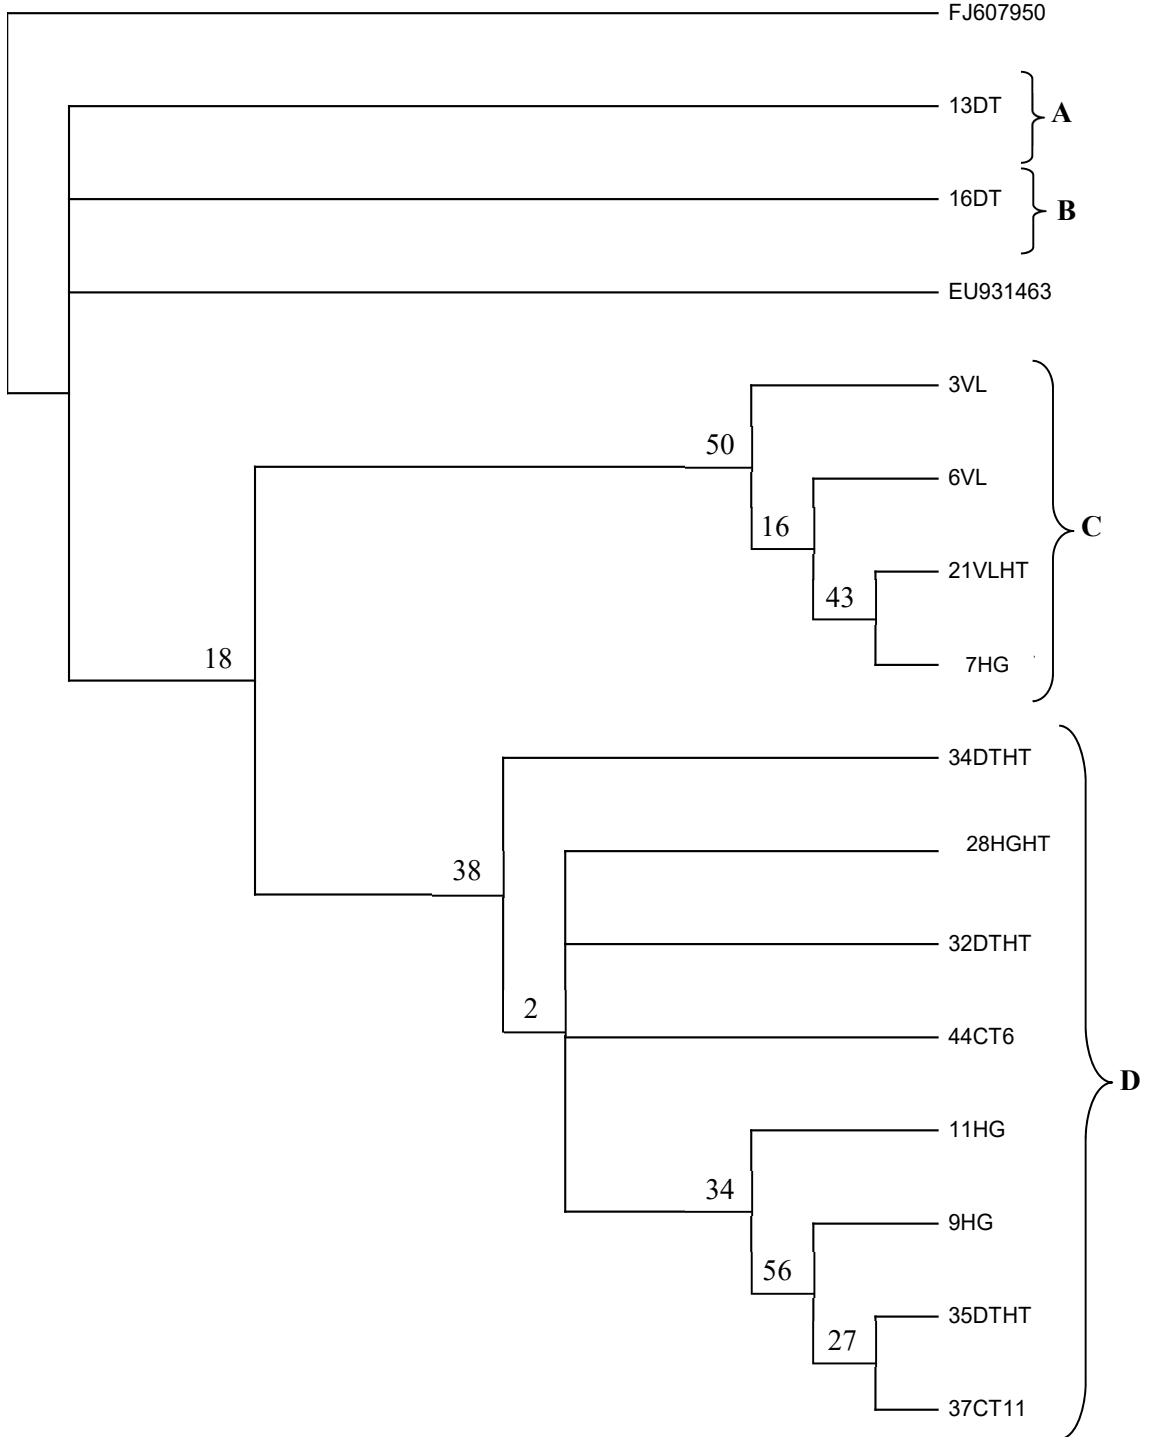 FJ607950
13DT
A
16DT
B
EU931463
3VL
50
6VL
16
C
21VLHT
43
18
7HG
34DTHT
28HGHT
38
32DTHT
2
44CT6
D
11HG
34
9HG
56
35DTHT
27
37CT11